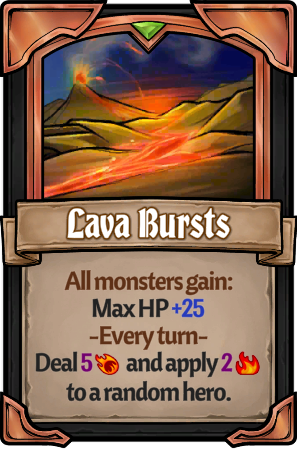 Lava Bursts
All monsters gain:
Max HP +25
-Every turn-
Deal 5 and apply 2
to a random hero.